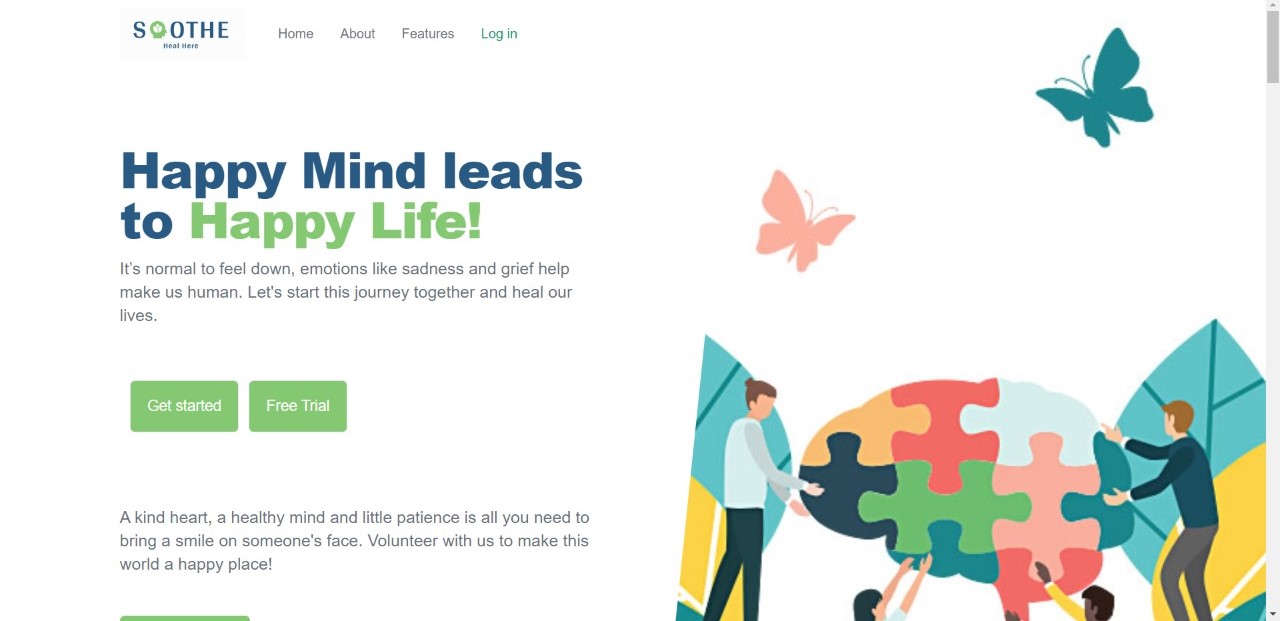 SOOTHE
Heal Here
Home About Features Log in
Happy Mind leads
to Happy Life!
It's normal to feel down, emotions like sadness and grief help
make us human. Let's start this journey together and heal our
lives.
Get started Free Trial
A kind heart, a healthy mind and little patience is all you need to
bring a smile on someone's face. Volunteer with us to make this
world a happy place!